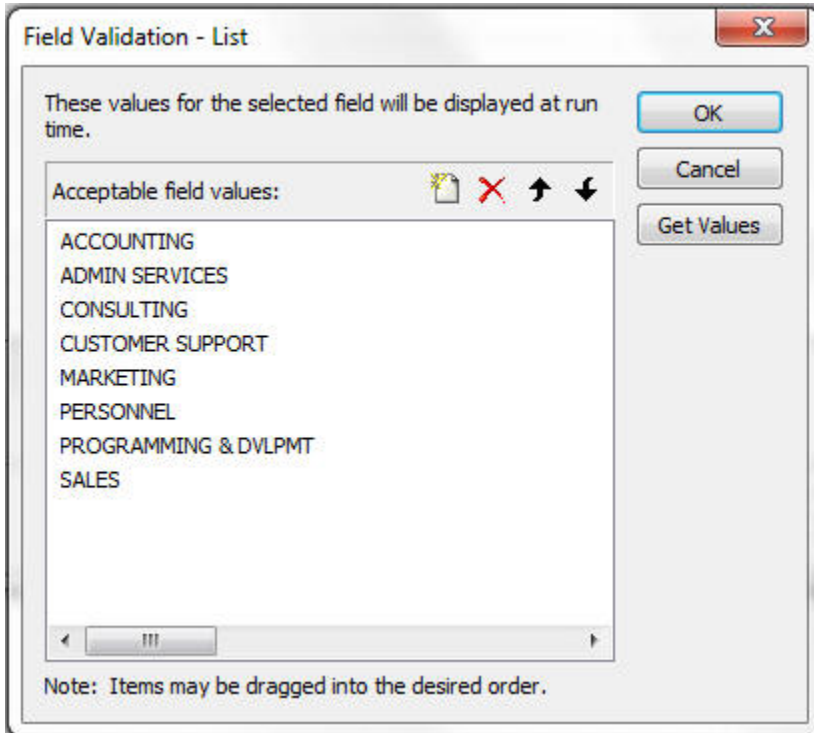 Field Validation - List
These values for the selected field will be displayed at run
time.
OK
Cancel
Get Values
Acceptable field values:
ACCOUNTING
ADMIN SERVICES
CONSULTING
CUSTOMER SUPPORT
MARKETING
PERSONNEL
PROGRAMMING & DVLPMT
SALES
Note: Items may be dragged into the desired order.